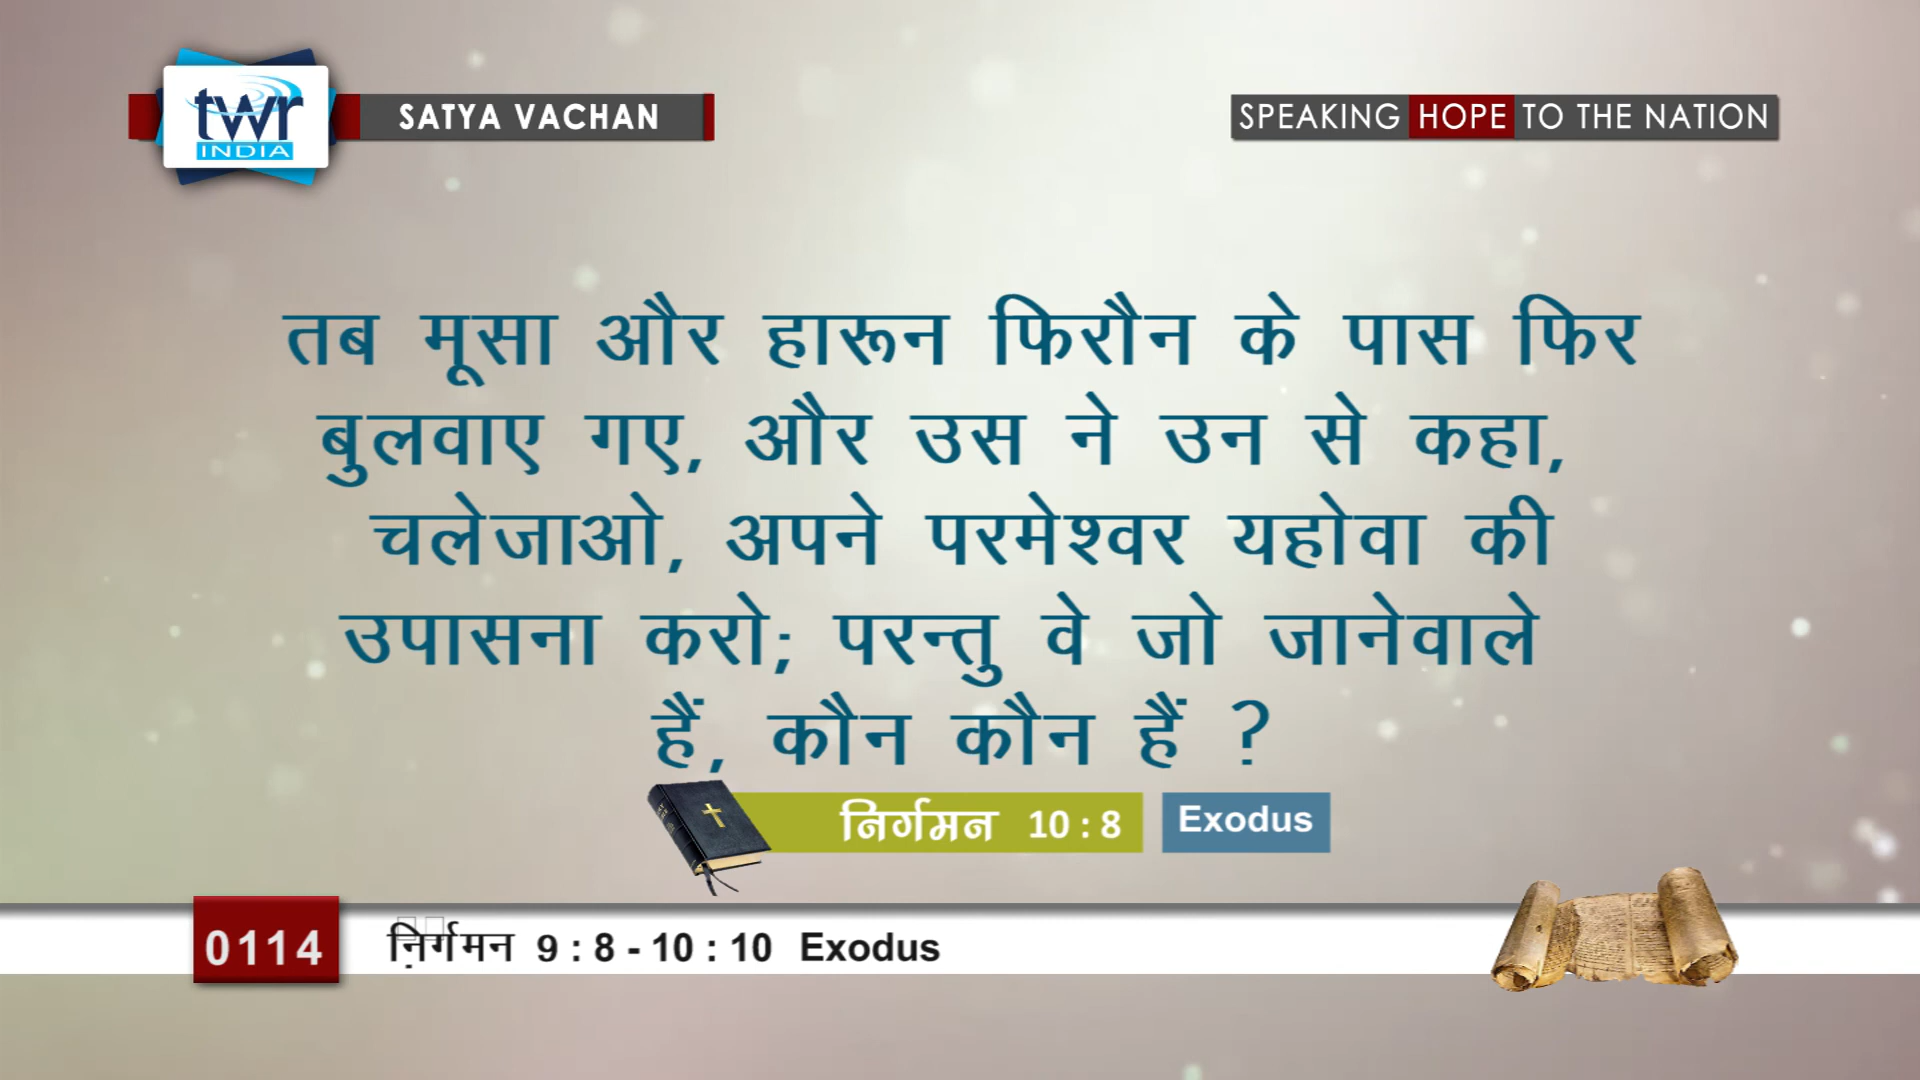 twr
INDIA
SATYA VACHAN
SPEAKING HOPE TO THE NATION
तब मूसा और हारून फिरौन के पास फिर
बुलवाए गए, और उस ने उन से कहा,
चलेजाओ, अपने परमेश्वर यहोवा की
उपासना करो; परन्तु वे जो जानेवाले
हैं, कौन कौन हैं ?
निर्गमन 10 : 8 Exodus
0114 निर्गमन 9 : 8 - 10 : 10 Exodus